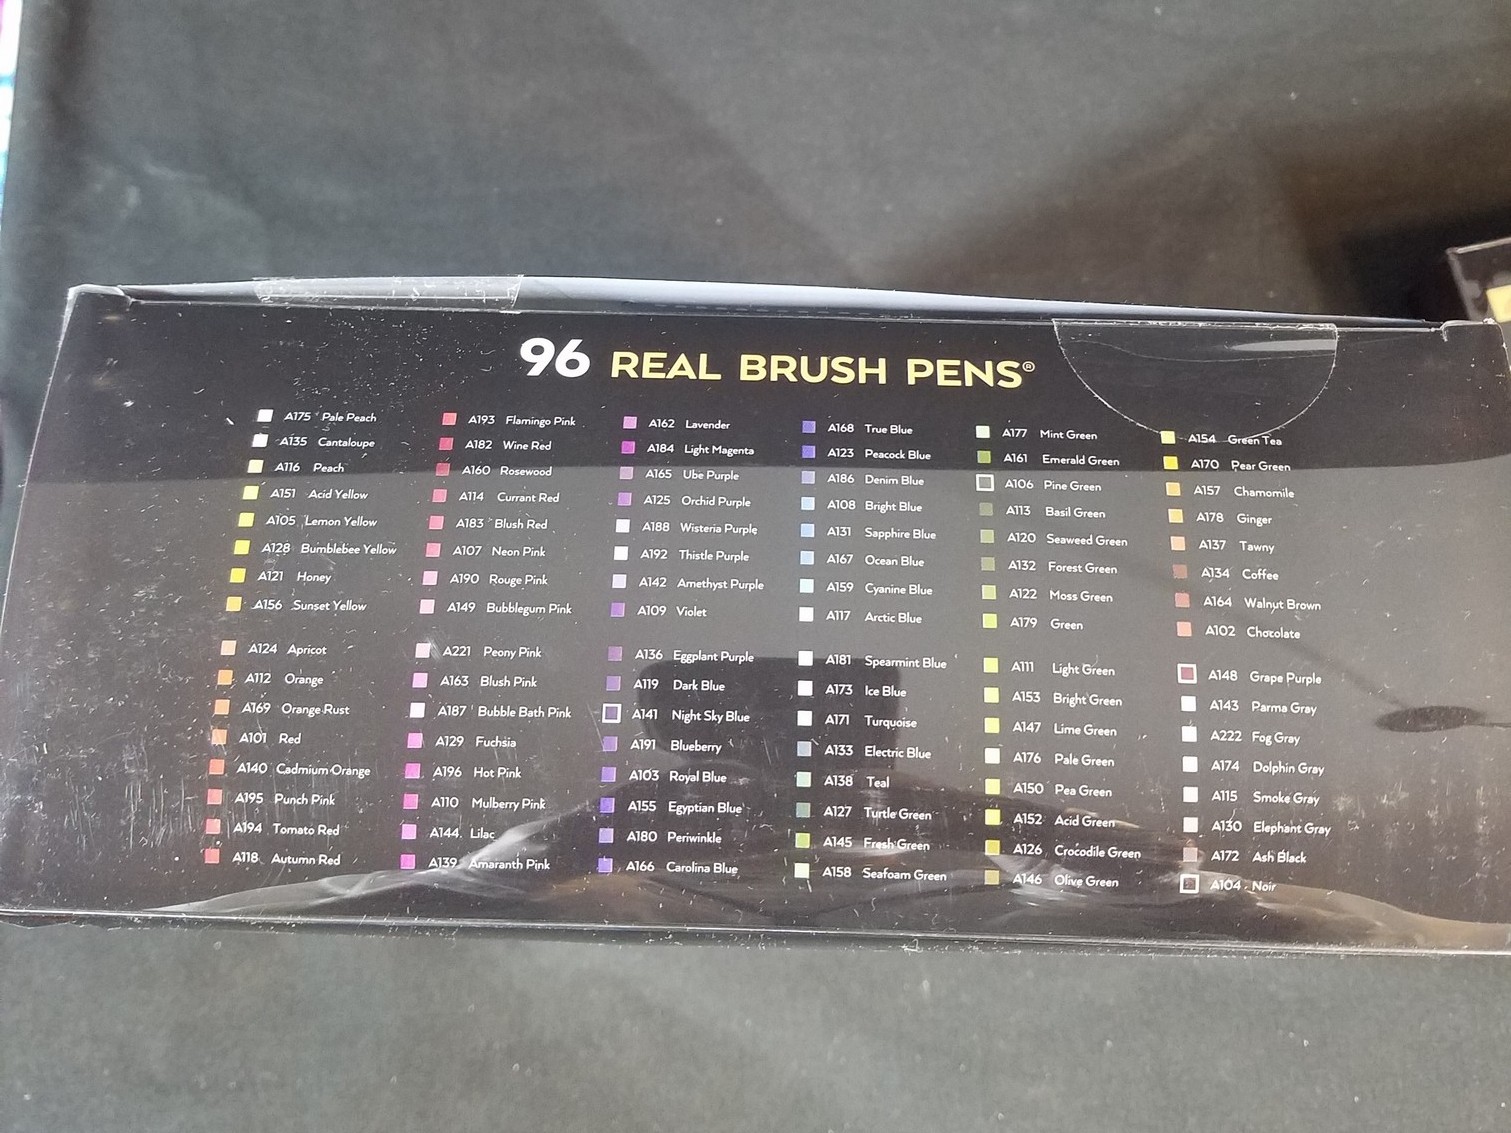 96 REAL BRUSH PENS®
A175 Pale Peach
A135 Cantaloupe
A116 Peach
A151 Acid Yellow
A105 Lemon Yellow
A128 Bumblebee Yellow
A121 Honey
A156 Sunset Yellow
A124 Apricot
A112 Orange
A169 Orange Rust
A101 Red
A140 Cadmium Orange
A195 Punch Pink
A194 Tomato Red
A118 Autumn Red
A193 Flamingo Pink
A182 Wine Red
A160 Rosewood
A114 Currant Red
A183 Blush Red
A107 Neon Pink
A190 Rouge Pink
A149 Bubblegum Pink
A221 Peony Pink
A163 Blush Pink
A187 Bubble Bath Pink
A129 Fuchsia
A196 Hot Pink
A110 Mulberry Pink
A144 Lilac
A139 Amaranth Pink
A162 Lavender
A184 Light Magenta
A165 Ube Purple
A125 Orchid Purple
A188 Wisteria Purple
A192 Thistle Purple
A142 Amethyst Purple
A109 Violet
A136 Eggplant Purple
A119 Dark Blue
A141 Night Sky Blue
A191 Blueberry
A103 Royal Blue
A155 Egyptian Blue
A180 Periwinkle
A166 Carolina Blue
A168 True Blue
A123 Peacock Blue
A186 Denim Blue
A108 Bright Blue
A131 Sapphire Blue
A167 Ocean Blue
A159 Cyanine Blue
A117 Arctic Blue
A181 Spearmint Blue
A173 Ice Blue
A171 Turquoise
A133 Electric Blue
A138 Teal
A127 Turtle Green
A145 Fresh Green
A158 Seafoam Green
A177 Mint Green
A161 Emerald Green
A106 Pine Green
A113 Basil Green
A120 Seaweed Green
A132 Forest Green
A122 Moss Green
A179 Green
A111 Light Green
A153 Bright Green
A147 Lime Green
A176 Pale Green
A150 Pea Green
A152 Acid Green
A126 Crocodile Green
A146 Olive Green
A154 Green Tea
A170 Pear Green
A157 Chamomile
A178 Ginger
A137 Tawny
A134 Coffee
A164 Walnut Brown
A102 Chocolate
A148 Grape Purple
A143 Parma Gray
A222 Fog Gray
A174 Dolphin Gray
A115 Smoke Gray
A130 Elephant Gray
A172 Ash Black
A104 Noir